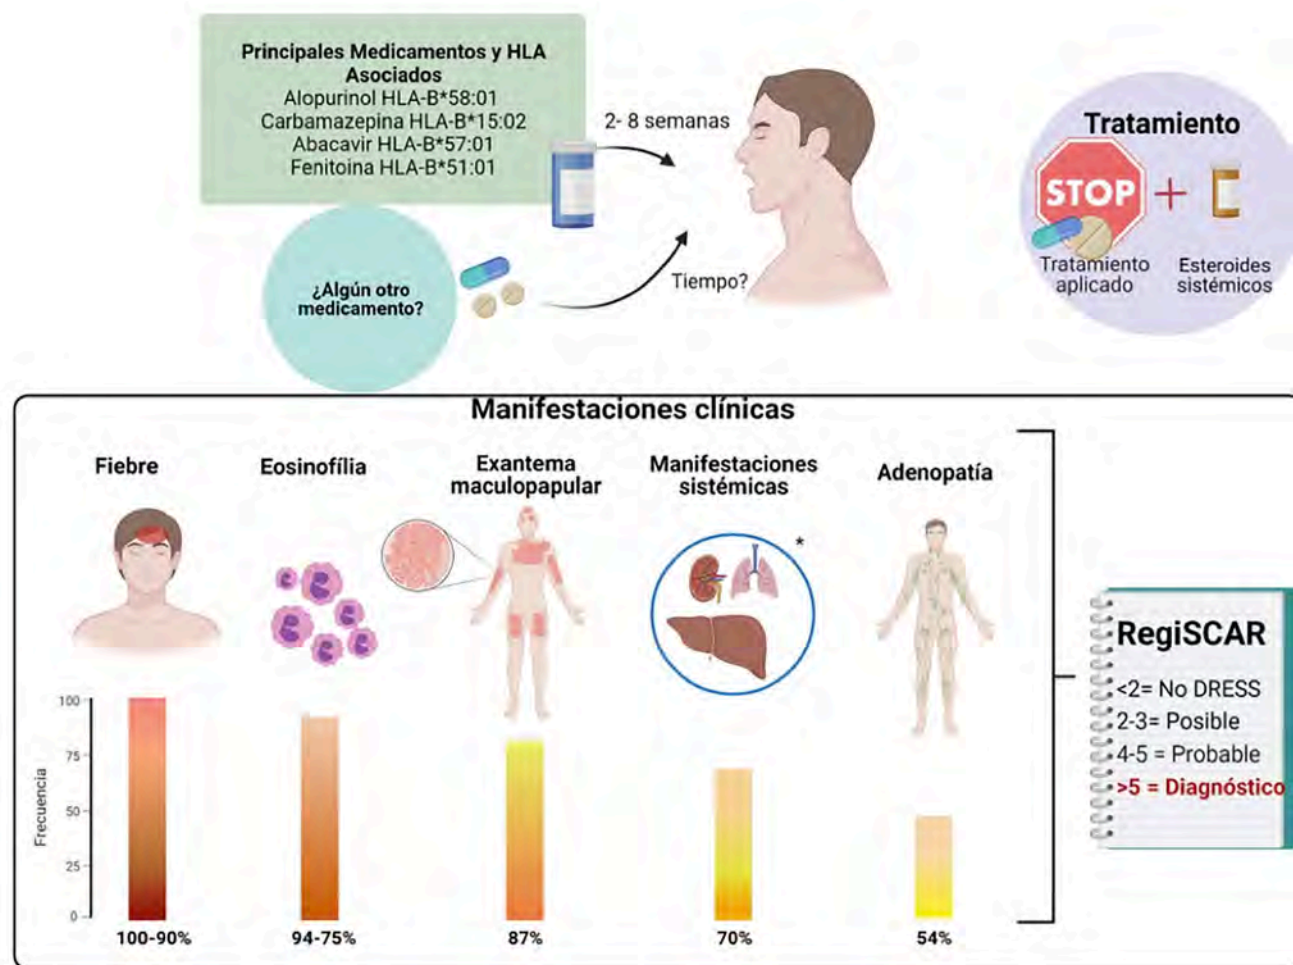 Principales Medicamentos y HLA
Asociados
Alopurinol HLA-B*58:01
Carbamazepina HLA-B*15:02
Abacavir HLA-B*57:01
Fenitoina HLA-B*51:01
2- 8 semanas
¿Algún otro
medicamento?
Tiempo?
Tratamiento
STOP
+
Tratamiento
aplicado
Esteroides
sistémicos
Manifestaciones clínicas
Fiebre
Eosinofília
Exantema
maculopapular
Manifestaciones
sistémicas
*
Adenopatía
Frecuencia
100
75
50
25
0
100-90%
94-75%
87%
70%
54%
RegiSCAR
<2= No DRESS
2-3= Posible
4-5 = Probable
>5 = Diagnóstico